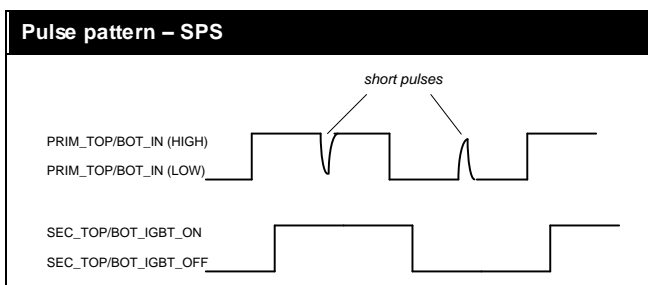 Pulse pattern – SPS
short pulses
PRIM_TOP/BOT_IN (HIGH)
PRIM_TOP/BOT_IN (LOW)
SEC_TOP/BOT_IGBT_ON
SEC_TOP/BOT_IGBT_OFF